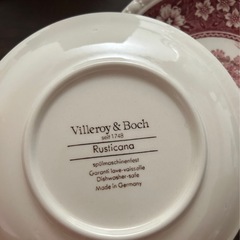 Villeroy & Boch
seit 1748
Rusticana
spülmaschinenfest
Garanti lave-vaisselle
Dishwasher-safe
Made in Germany